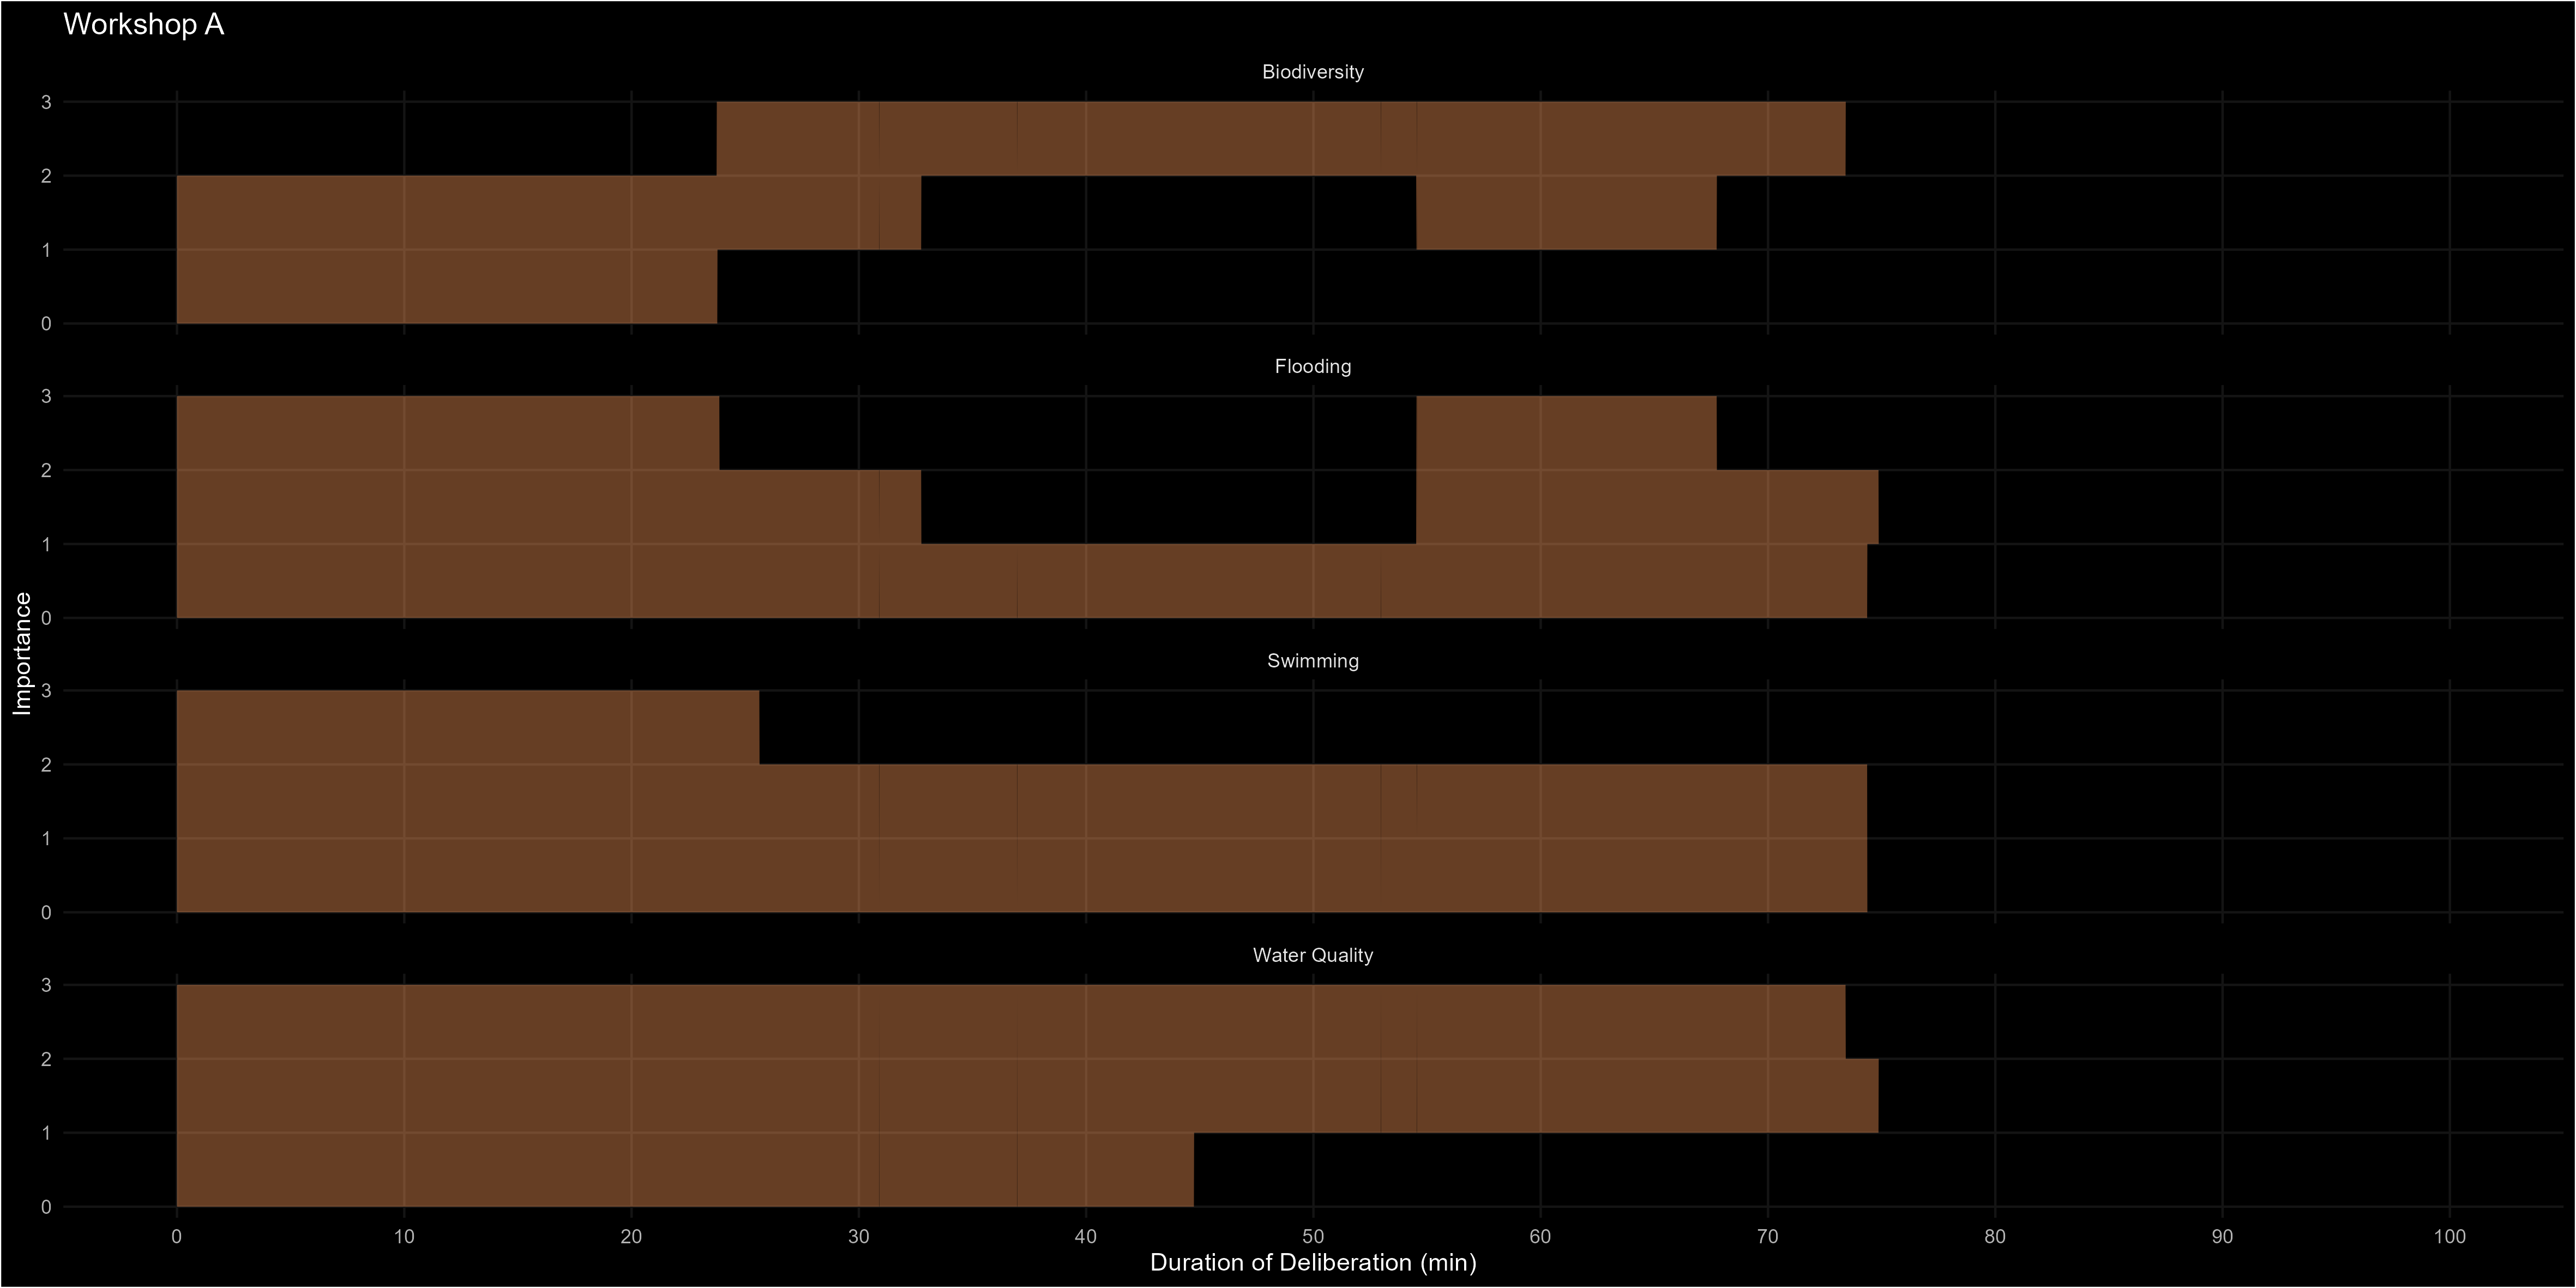 Workshop A
Biodiversity
3
2
1
0
Flooding
3
2
1
0
Importance
Swimming
3
2
1
0
Water Quality
3
2
1
0
0 10 20 30 40 50 60 70 80 90 100
Duration of Deliberation (min)